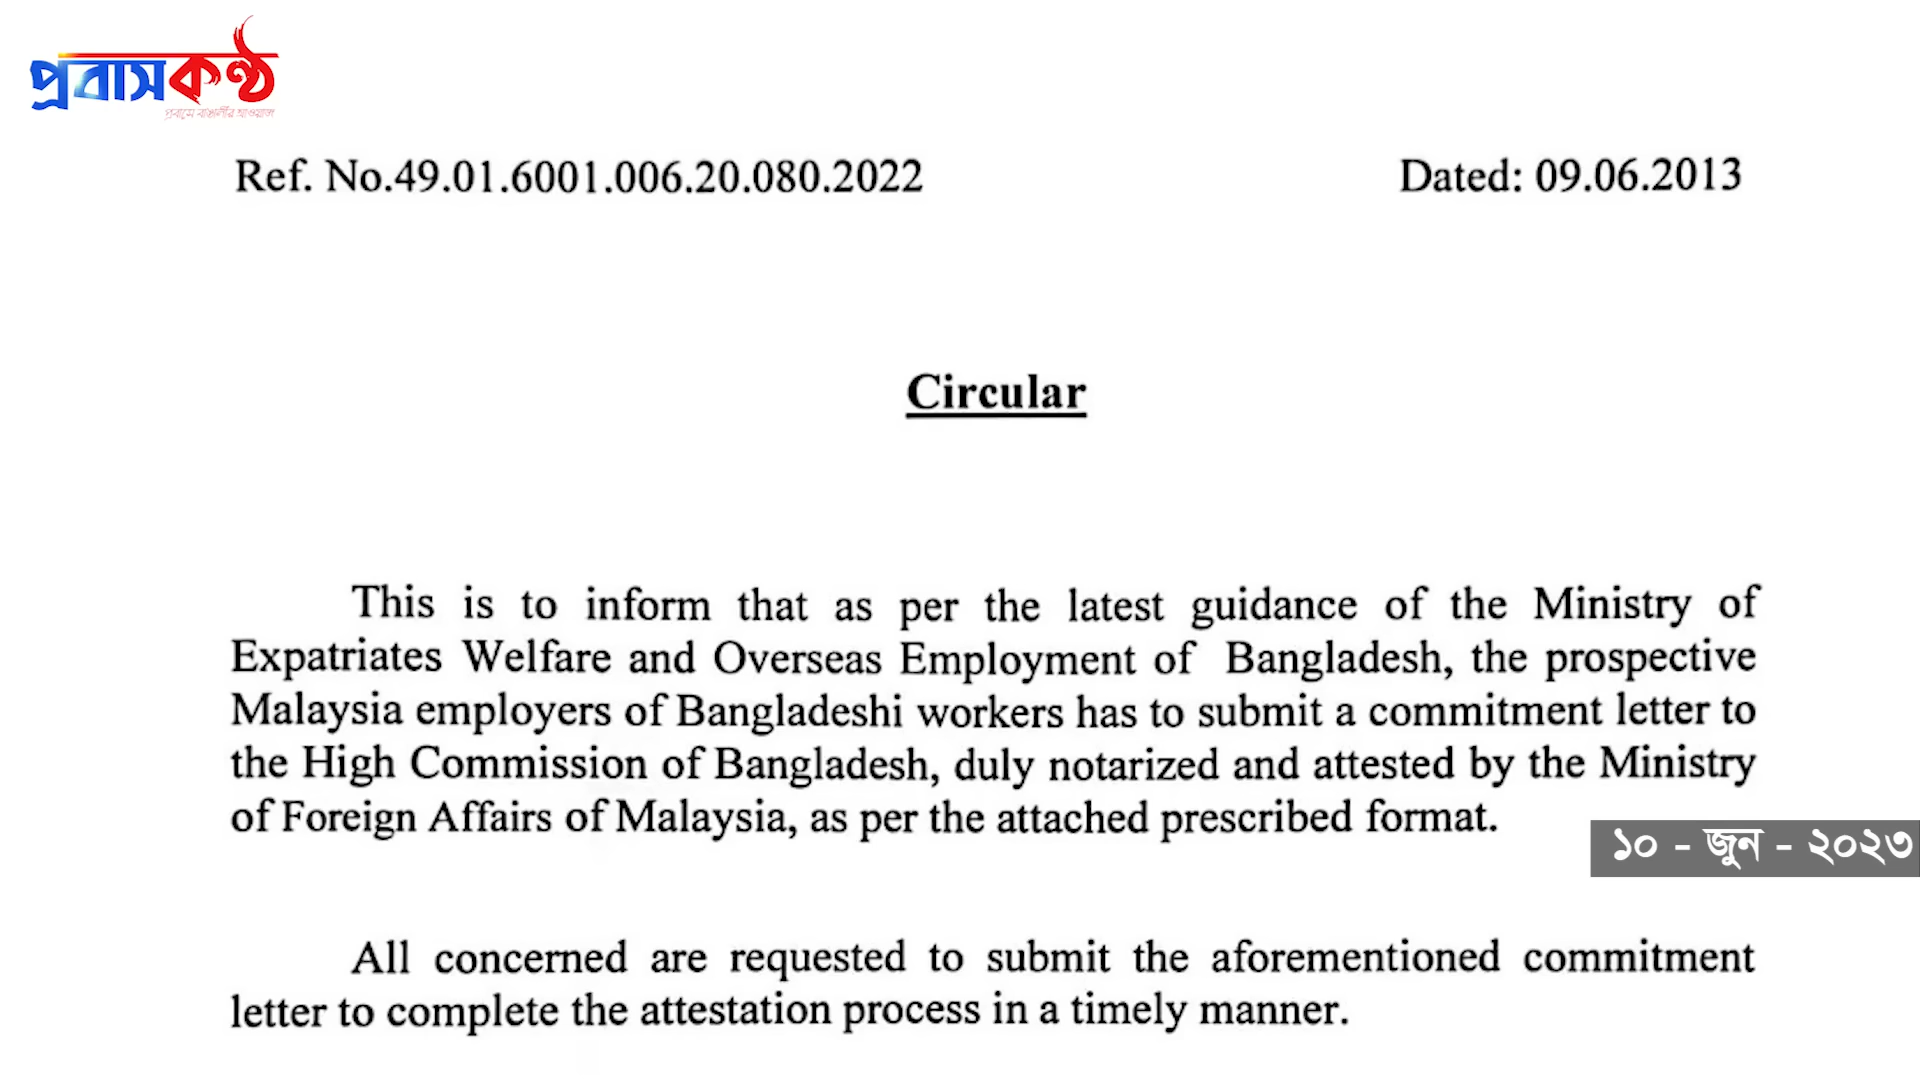 প্রবাসকণ্ঠ
প্রবাসে বাঙালীর আওয়াজ
Ref. No.49.01.6001.006.20.080.2022 Dated: 09.06.2013
Circular
This is to inform that as per the latest guidance of the Ministry of
Expatriates Welfare and Overseas Employment of Bangladesh, the prospective
Malaysia employers of Bangladeshi workers has to submit a commitment letter to
the High Commission of Bangladesh, duly notarized and attested by the Ministry
of Foreign Affairs of Malaysia, as per the attached prescribed format.
১০ - জুন - ২০২৩
All concerned are requested to submit the aforementioned commitment
letter to complete the attestation process in a timely manner.